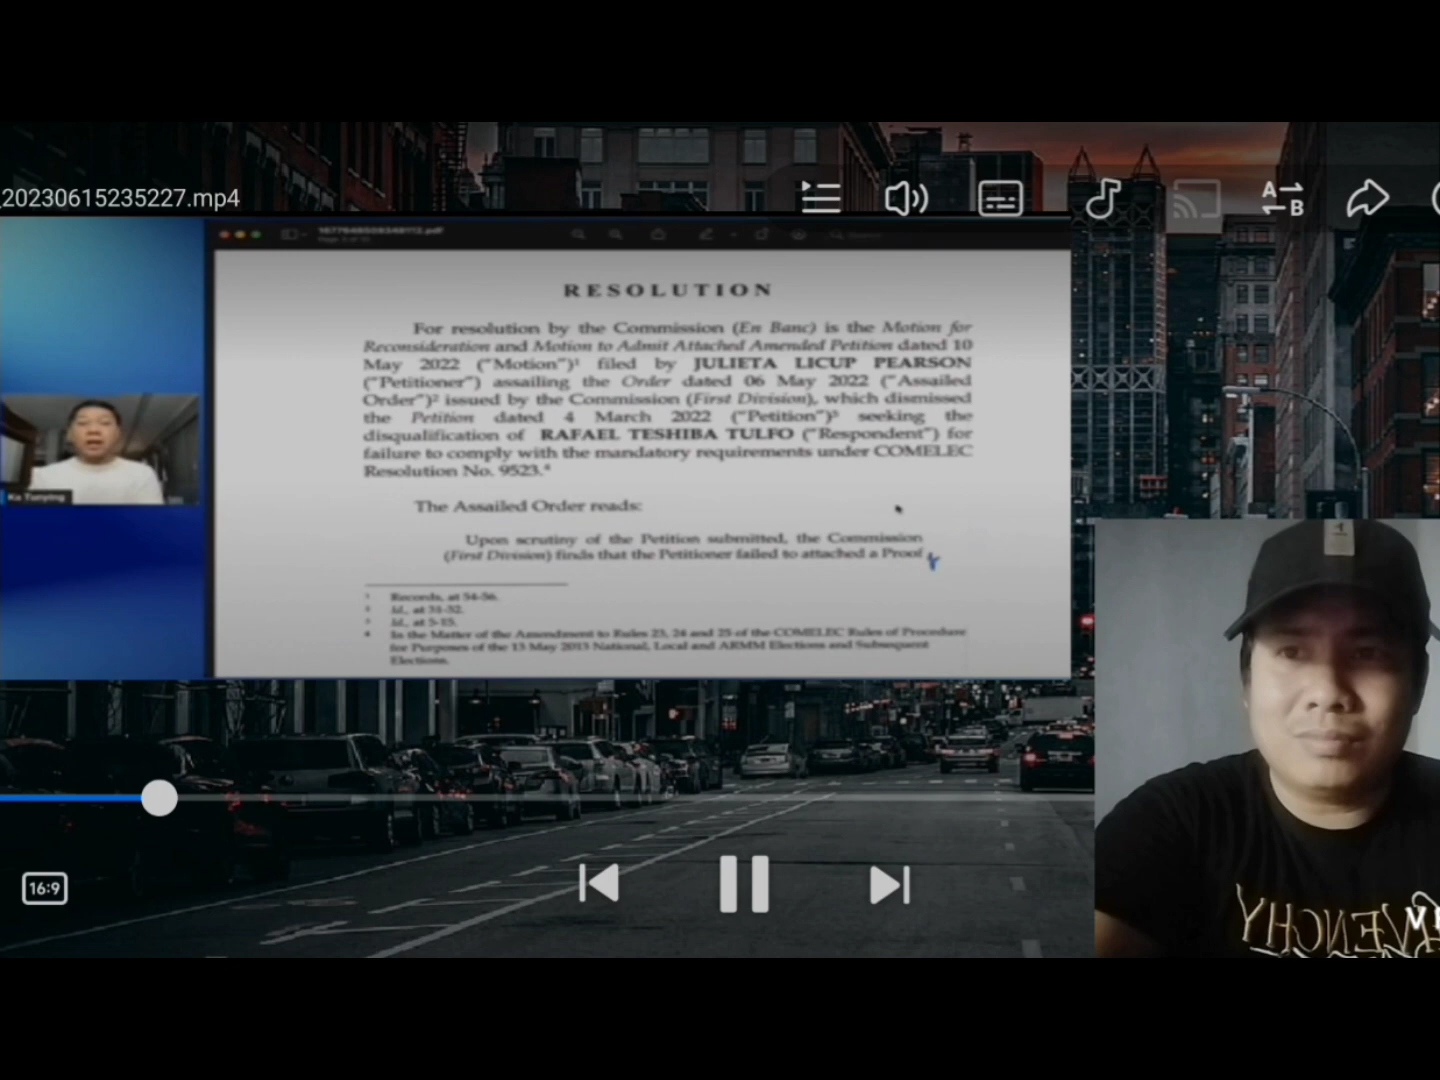 _20230615235227.mp4
A
B
RESOLUTION
For resolution by the Commission (En Banc) is the Motion for
Reconsideration and Motion to Admit Attached Amended Petition dated 10
May 2022 ("Motion")¹ filed by JULIETA LICUP PEARSON
("Petitioner") assailing the Order dated 06 May 2022 ("Assailed
Order")² issued by the Commission (First Division), which dismissed
the Petition dated 4 March 2022 ("Petition")³ seeking the
disqualification of RAFAEL TESHIBA TULFO ("Respondent") for
failure to comply with the mandatory requirements under COMELEC
Resolution No. 9523.⁴
The Assailed Order reads:
Upon scrutiny of the Petition submitted, the Commission
(First Division) finds that the Petitioner failed to attached a Proof
¹ Records, at 54-56.
² Id., at 31-32.
³ Id., at 5-15.
⁴ In the Matter of the Amendment to Rules 23, 24 and 25 of the COMELEC Rules of Procedure
for Purposes of the 13 May 2013 National, Local and ARMM Elections and Subsequent
Elections.
Ka Tunying
16:9